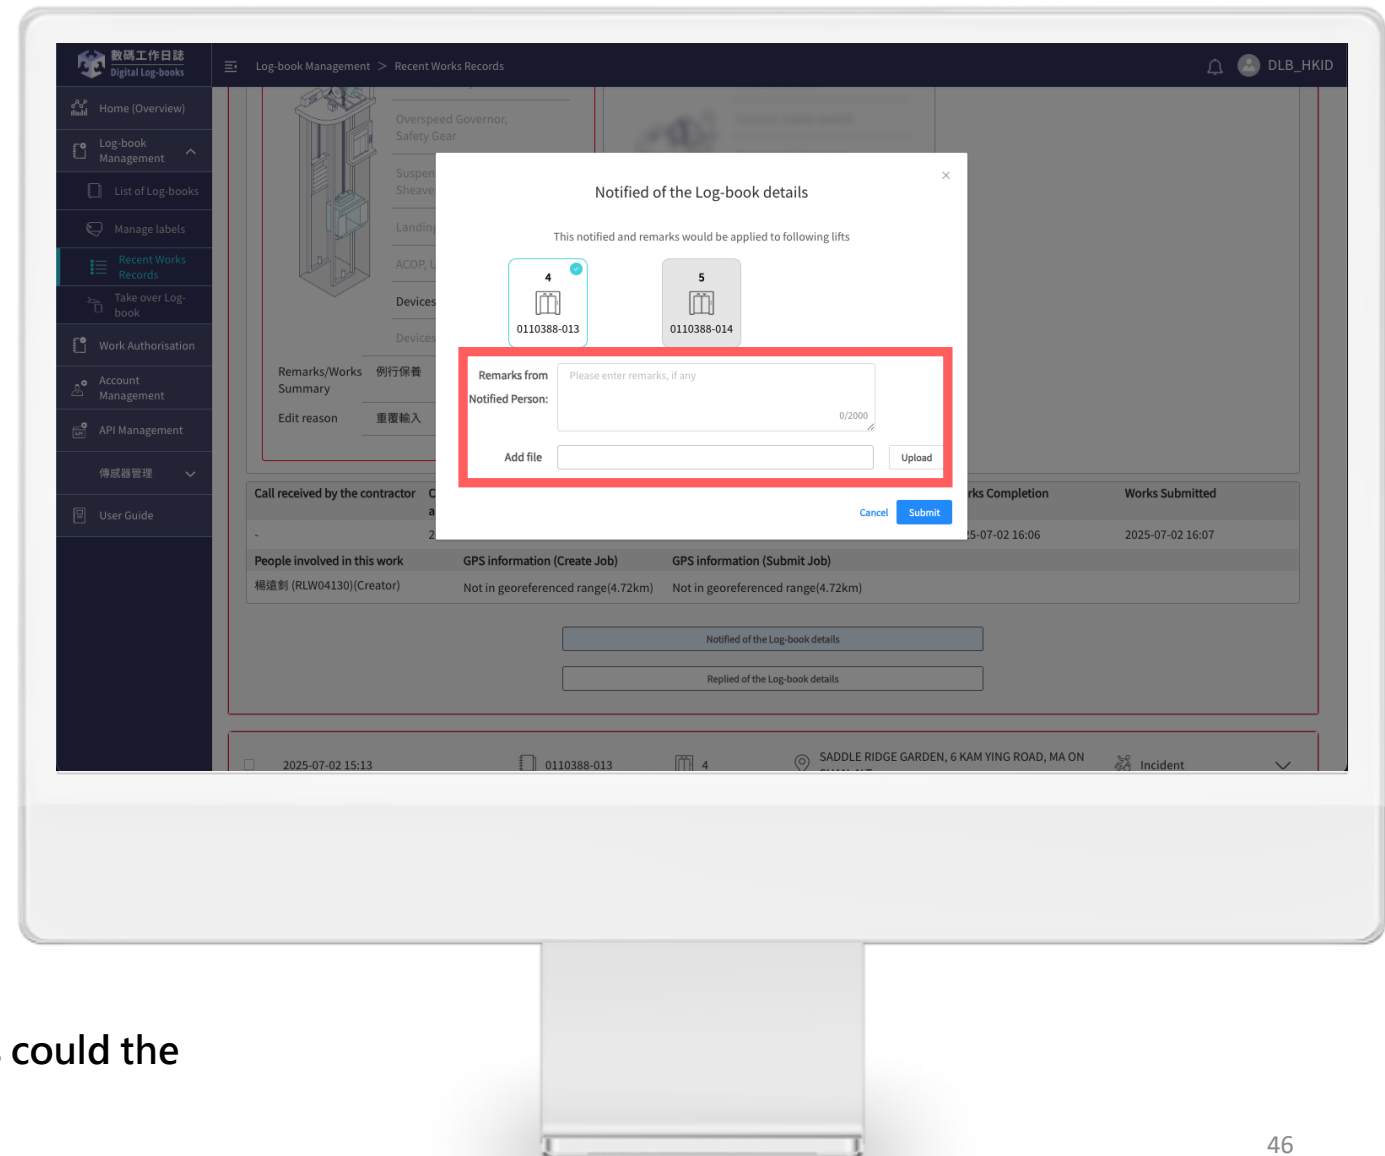 數碼工作日誌
Digital Log-books
Log-book Management > Recent Works Records
DLB_HKID
Home (Overview)
Log-book
Management
List of Log-books
Manage labels
Recent Works
Records
Take over Log-
book
Work Authorisation
Account
Management
API Management
傳感器管理
User Guide
Overspeed Governor,
Safety Gear
Suspen
Sheave
Landin
ACOP, U
Devices
Devices
Remarks/Works
Summary
例行保養
Edit reason
重覆輸入
Notified of the Log-book details
This notified and remarks would be applied to following lifts
4
0110388-013
5
0110388-014
Remarks from
Notified Person:
Please enter remarks, if any
0/2000
Add file
Upload
Cancel
Submit
Call received by the contractor
C
a
rks Completion
Works Submitted
-
2
25-07-02 16:06
2025-07-02 16:07
People involved in this work
GPS information (Create Job)
GPS information (Submit Job)
(RLW04130)(Creator)
Not in georeferenced range(4.72km)
Not in georeferenced range(4.72km)
Notified of the Log-book details
Replied of the Log-book details
2025-07-02 15:13
0110388-013
4
SADDLE RIDGE GARDEN, 6 KAM YING ROAD, MA ON
Incident
could the
46